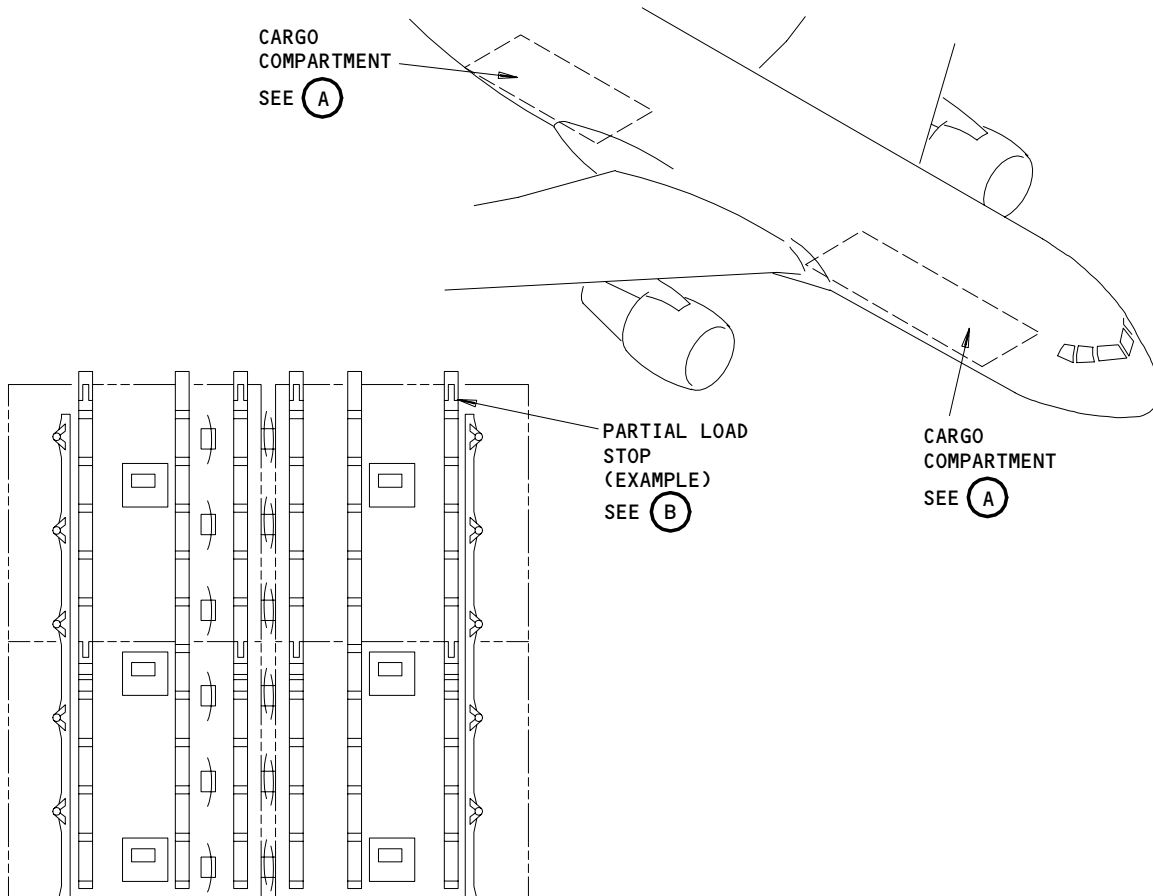 CARGO
COMPARTMENT
SEE A
PARTIAL LOAD
STOP
(EXAMPLE)
SEE B
CARGO
COMPARTMENT
SEE A